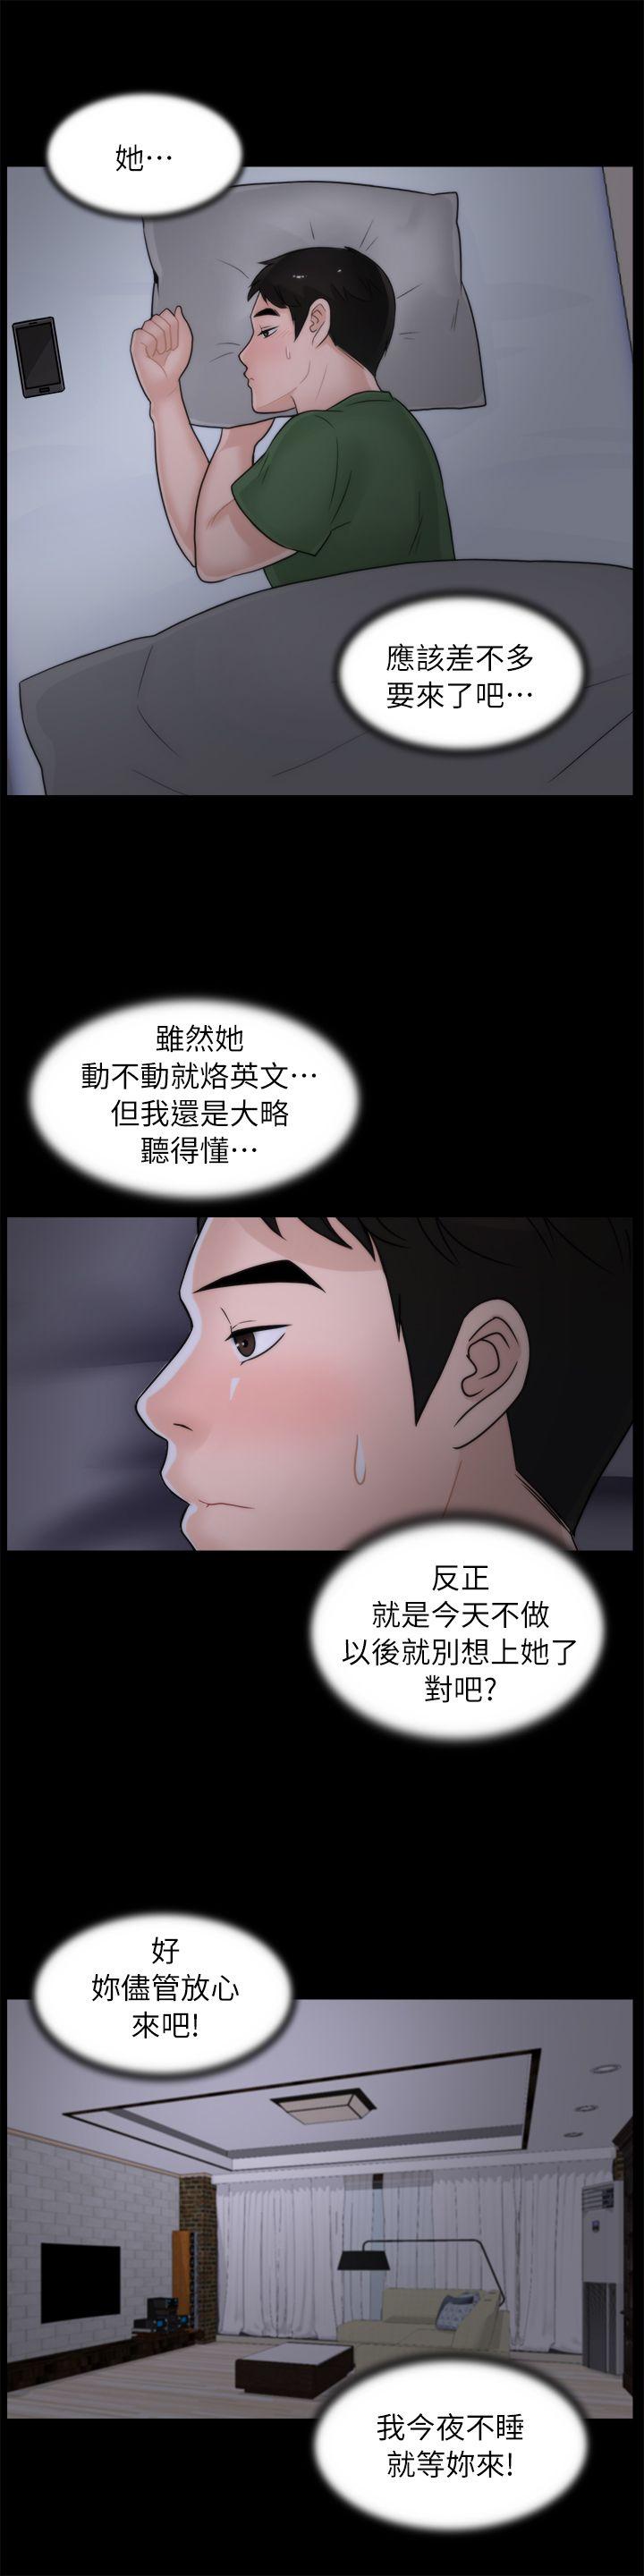 她…
應該差不多
要來了吧…
雖然她
動不動就烙英文…
但我還是大略
聽得懂…
反正
就是今天不做
以後就別想上她了
對吧?
好
妳儘管放心
來吧!
我今夜不睡
就等妳來!